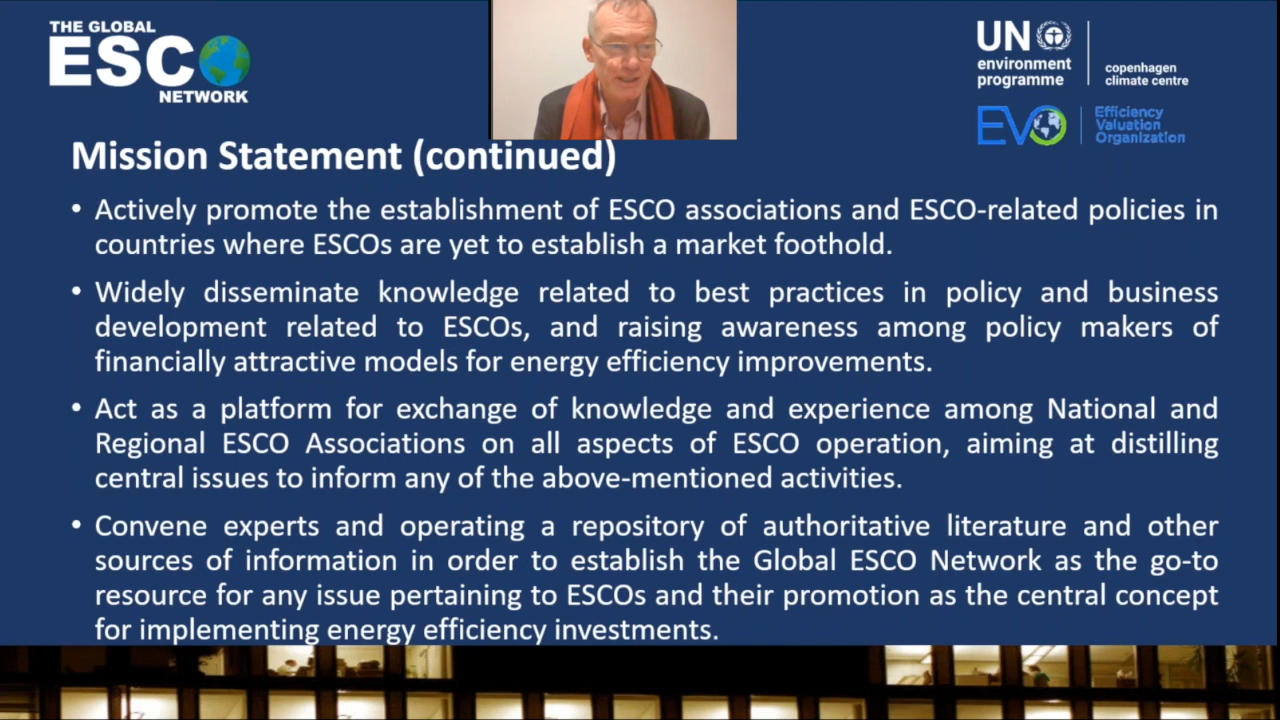 THE GLOBAL
ESCO
NETWORK
UN
environment
programme
copenhagen
climate centre
EVO
Efficiency
Valuation
Organization
Mission Statement (continued)
• Actively promote the establishment of ESCO associations and ESCO-related policies in
countries where ESCOs are yet to establish a market foothold.
• Widely disseminate knowledge related to best practices in policy and business
development related to ESCOs, and raising awareness among policy makers of
financially attractive models for energy efficiency improvements.
• Act as a platform for exchange of knowledge and experience among National and
Regional ESCO Associations on all aspects of ESCO operation, aiming at distilling
central issues to inform any of the above-mentioned activities.
• Convene experts and operating a repository of authoritative literature and other
sources of information in order to establish the Global ESCO Network as the go-to
resource for any issue pertaining to ESCOs and their promotion as the central concept
for implementing energy efficiency investments.